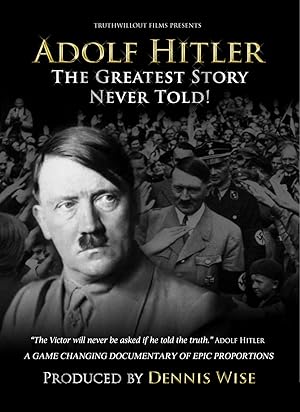 TRUTHWILLOUT FILMS PRESENTS
ADOLF HITLER
THE GREATEST STORY
NEVER TOLD!
"The Victor will never be asked if he told the truth." ADOLF HITLER
A GAME CHANGING DOCUMENTARY OF EPIC PROPORTIONS
PRODUCED BY DENNIS WISE